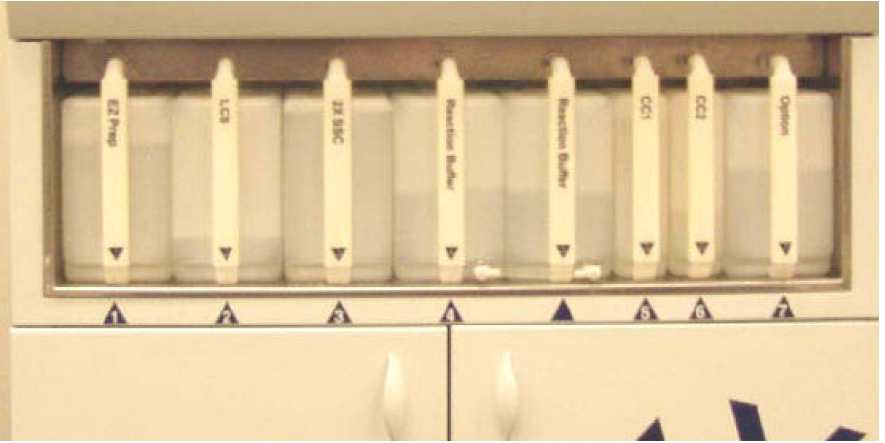 EZ Prep
LCS
2X SSC
Reaction Buffer
Reaction Buffer
CC1
CC2
Option
1
2
3
4
5
6
7